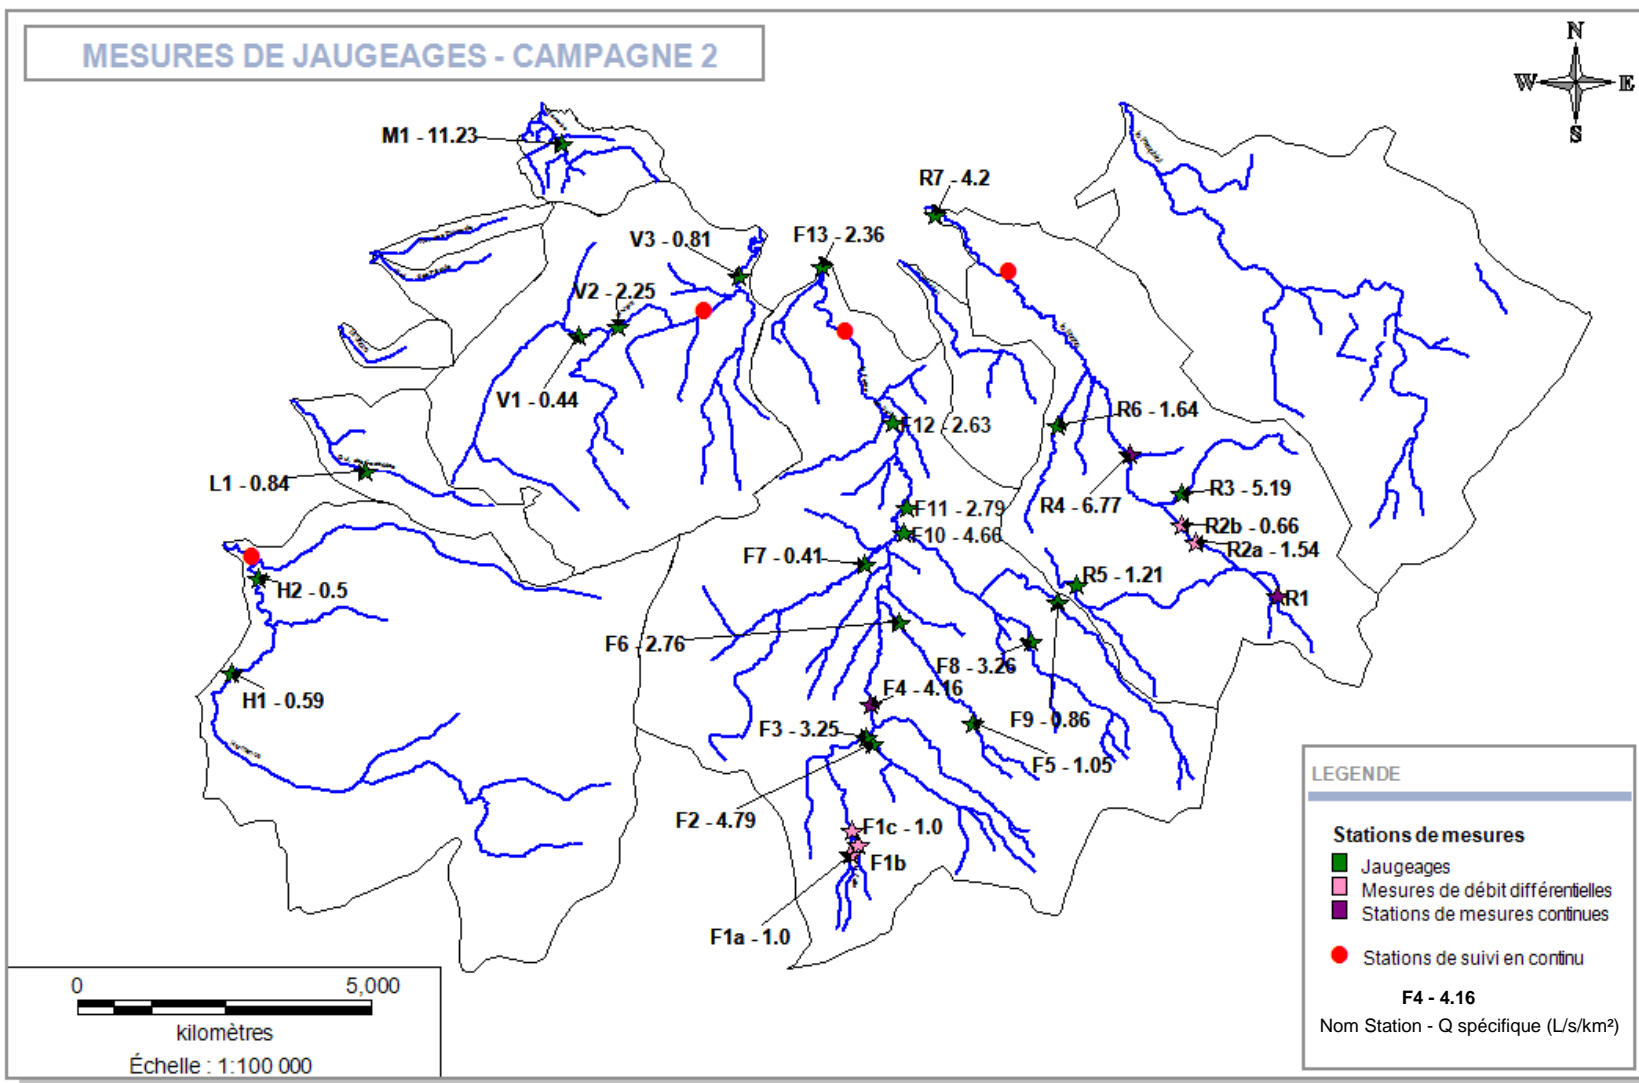 MESURES DE JAUGEAGES - CAMPAGNE 2
N
W E
S
M1 - 11.23
R7 - 4.2
V3 - 0.81
F13 - 2.36
V2 - 2.25
V1 - 0.44
R6 - 1.64
F12 - 2.63
L1 - 0.84
R3 - 5.19
R4 - 6.77
F11 - 2.79
R2b - 0.66
F10 - 4.66
R2a - 1.54
F7 - 0.41
R5 - 1.21
H2 - 0.5
R1
F6 - 2.76
F8 - 3.26
F4 - 4.16
H1 - 0.59
F3 - 3.25
F9 - 0.86
F5 - 1.05
F2 - 4.79
F1c - 1.0
F1b
F1a - 1.0
0 5,000
kilomètres
Échelle : 1:100 000
LEGENDE
Stations de mesures
Jaugeages
Mesures de débit différentielles
Stations de mesures continues
Stations de suivi en continu
F4 - 4.16
Nom Station - Q spécifique (L/s/km²)